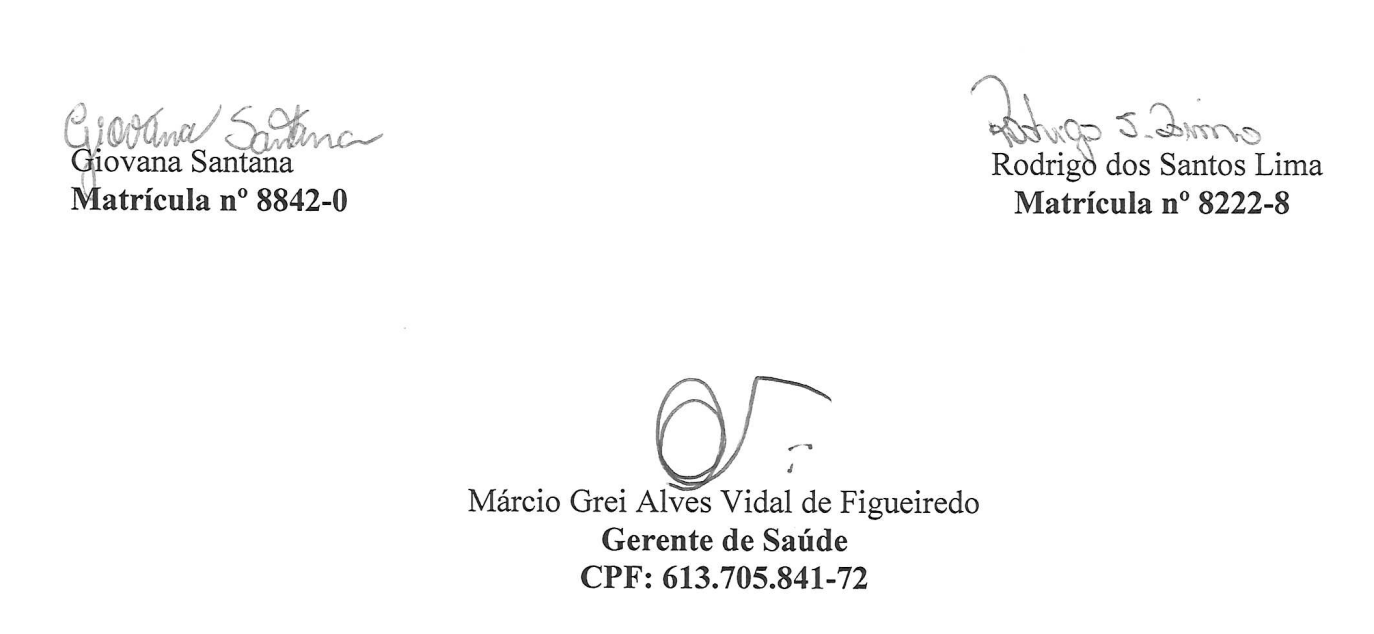 Giovana Santana
Giovana Santana
Matrícula nº 8842-0
Rodrigo S. Lima
Rodrigo dos Santos Lima
Matrícula nº 8222-8
Márcio Grei Alves Vidal de Figueiredo
Gerente de Saúde
CPF: 613.705.841-72